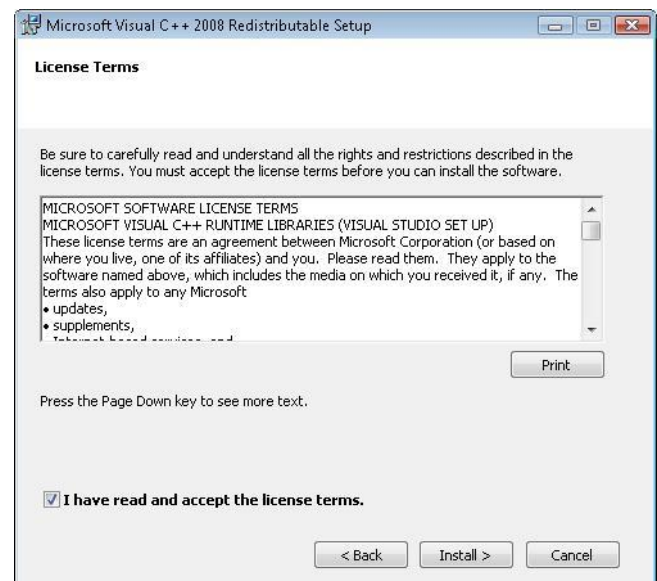 Microsoft Visual C++ 2008 Redistributable Setup
License Terms
Be sure to carefully read and understand all the rights and restrictions described in the
license terms. You must accept the license terms before you can install the software.
MICROSOFT SOFTWARE LICENSE TERMS
MICROSOFT VISUAL C++ RUNTIME LIBRARIES (VISUAL STUDIO SET UP)
These license terms are an agreement between Microsoft Corporation (or based on
where you live, one of its affiliates) and you.  Please read them.  They apply to the
software named above, which includes the media on which you received it, if any.  The
terms also apply to any Microsoft
• updates,
• supplements,
Internet-based services, and
Print
Press the Page Down key to see more text.
I have read and accept the license terms.
< Back
Install >
Cancel